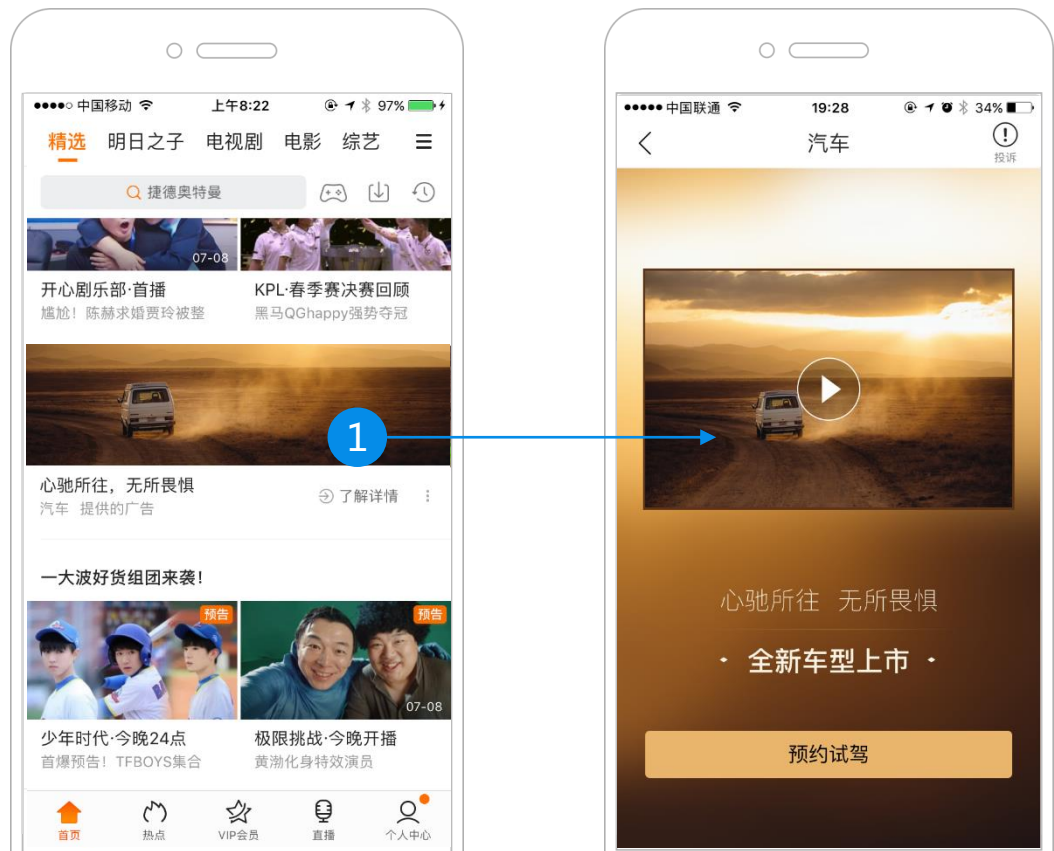 中国移动 上午8:22 97%
精选 明日之子 电视剧 电影 综艺
捷德奥特曼
07-08
开心剧乐部·首播 KPL·春季赛决赛回顾
尴尬！陈赫求婚贾玲被整 黑马QGhappy强势夺冠
1
心驰所往，无所畏惧
汽车 提供的广告
了解详情
一大波好货组团来袭！
预告 预告
07-08
少年时代·今晚24点 极限挑战·今晚开播
首爆预告！TFBOYS集合 黄渤化身特效演员
首页 热点 VIP会员 直播 个人中心
中国联通 19:28 34%
汽车
投诉
心驰所往 无所畏惧
· 全新车型上市 ·
预约试驾